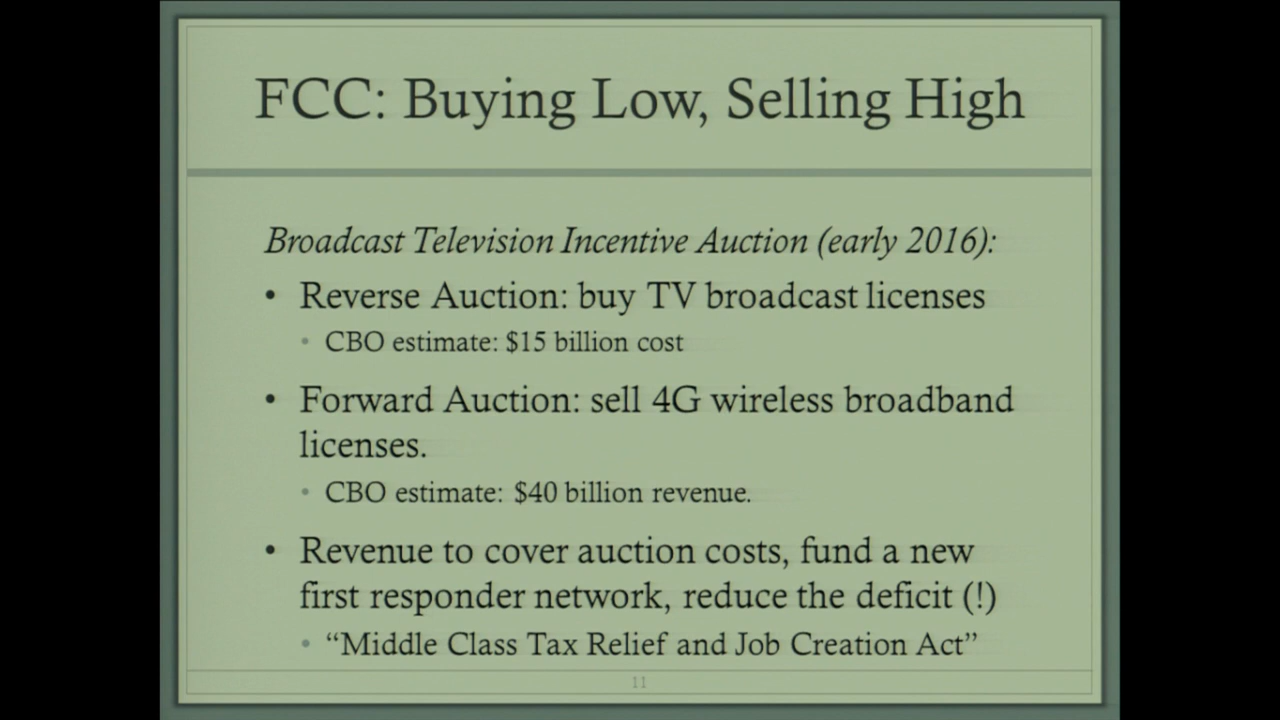 FCC: Buying Low, Selling High
Broadcast Television Incentive Auction (early 2016):
• Reverse Auction: buy TV broadcast licenses
• CBO estimate: $15 billion cost
• Forward Auction: sell 4G wireless broadband
licenses.
• CBO estimate: $40 billion revenue.
• Revenue to cover auction costs, fund a new
first responder network, reduce the deficit (!)
• “Middle Class Tax Relief and Job Creation Act”
11